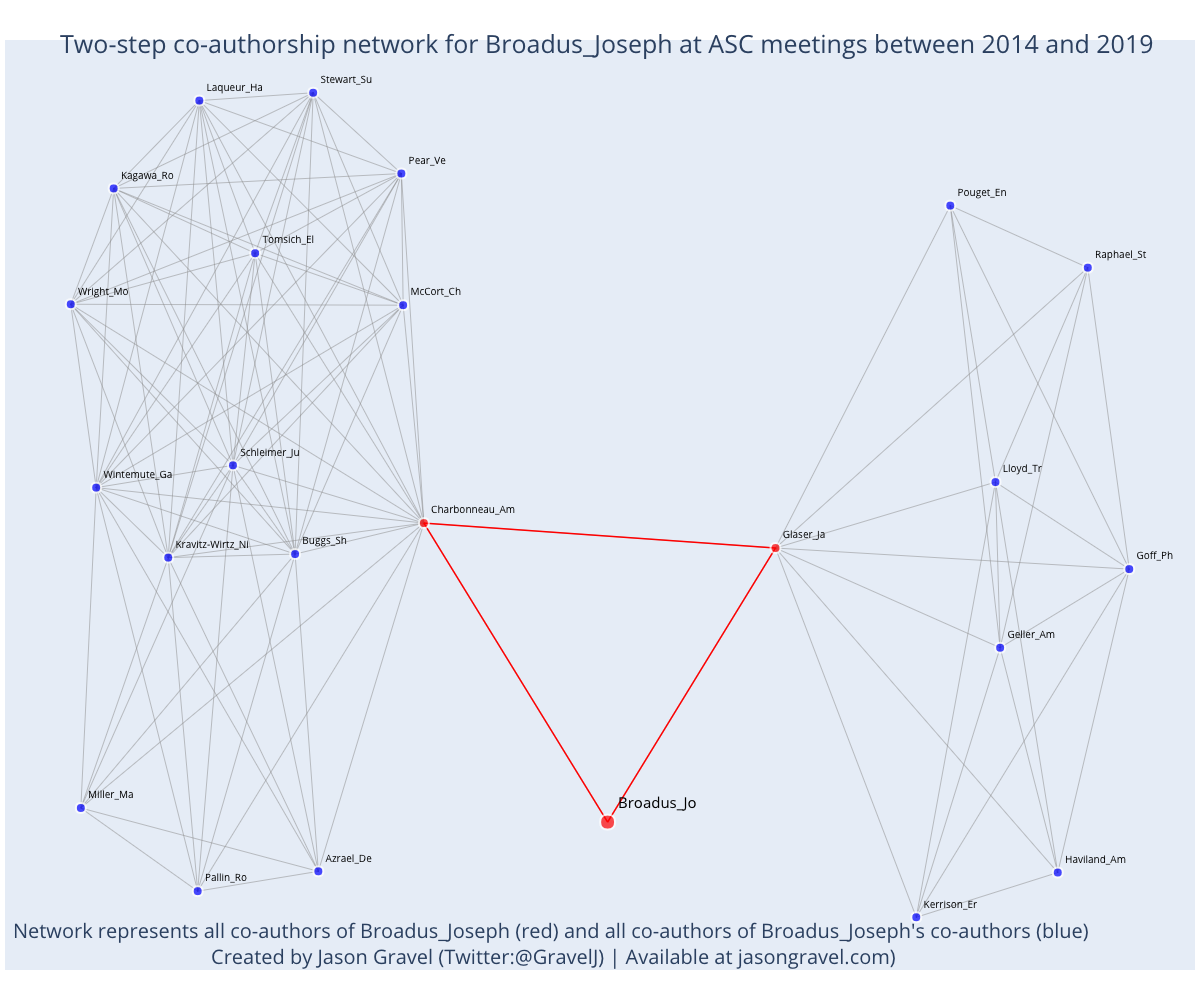 Two-step co-authorship network for Broadus_Joseph at ASC meetings between 2014 and 2019
Stewart_Su
Laqueur_Ha
Pear_Ve
Kagawa_Ro
Pouget_En
Tomsich_El
Raphael_St
Wright_Mo
McCort_Ch
Schleimer_Ju
Lloyd_Tr
Wintemute_Ga
Charbonneau_Am
Glaser_Ja
Kravitz-Wirtz_Ni
Buggs_Sh
Goff_Ph
Geller_Am
Miller_Ma
Broadus_Jo
Azrael_De
Haviland_Am
Pallin_Ro
Kerrison_Er
Network represents all co-authors of Broadus_Joseph (red) and all co-authors of Broadus_Joseph's co-authors (blue)
Created by Jason Gravel (Twitter:@GravelJ) | Available at jasongravel.com)